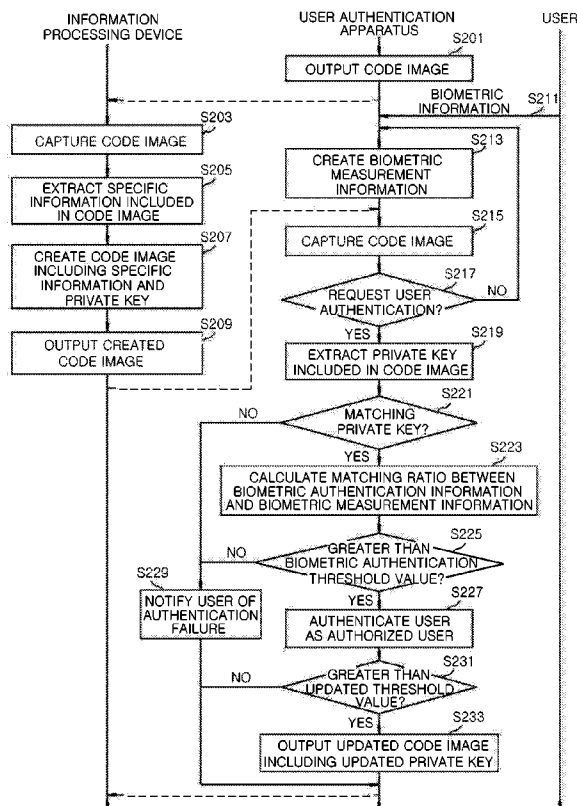 INFORMATION
PROCESSING DEVICE
USER AUTHENTICATION
APPARATUS
USER
S201
OUTPUT CODE IMAGE
BIOMETRIC
INFORMATION
S211
S203
CAPTURE CODE IMAGE
S213
CREATE BIOMETRIC
MEASUREMENT
INFORMATION
S205
EXTRACT SPECIFIC
INFORMATION INCLUDED
IN CODE IMAGE
S215
CAPTURE CODE IMAGE
S207
CREATE CODE IMAGE
INCLUDING SPECIFIC
INFORMATION AND
PRIVATE KEY
S217
REQUEST USER
AUTHENTICATION?
NO
YES
S209
OUTPUT CREATED
CODE IMAGE
S219
EXTRACT PRIVATE KEY
INCLUDED IN CODE IMAGE
S221
NO
MATCHING
PRIVATE KEY?
YES
S223
CALCULATE MATCHING RATIO BETWEEN
BIOMETRIC AUTHENTICATION INFORMATION
AND BIOMETRIC MEASUREMENT INFORMATION
S225
NO
GREATER THAN
BIOMETRIC AUTHENTICATION
THRESHOLD VALUE?
YES
S229
NOTIFY USER OF
AUTHENTICATION
FAILURE
S227
AUTHENTICATE USER
AS AUTHORIZED USER
S231
NO
GREATER THAN
UPDATED THRESHOLD
VALUE?
YES
S233
OUTPUT UPDATED CODE IMAGE
INCLUDING UPDATED PRIVATE KEY